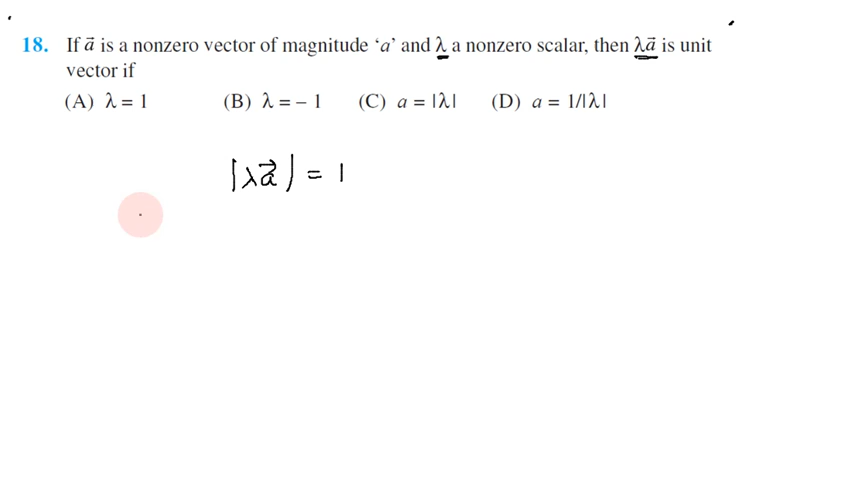 18. If a⃗ is a nonzero vector of magnitude ‘a’ and λ a nonzero scalar, then λa⃗ is unit
vector if
(A) λ = 1 (B) λ = – 1 (C) a = |λ| (D) a = 1/|λ|
|λa⃗| = 1